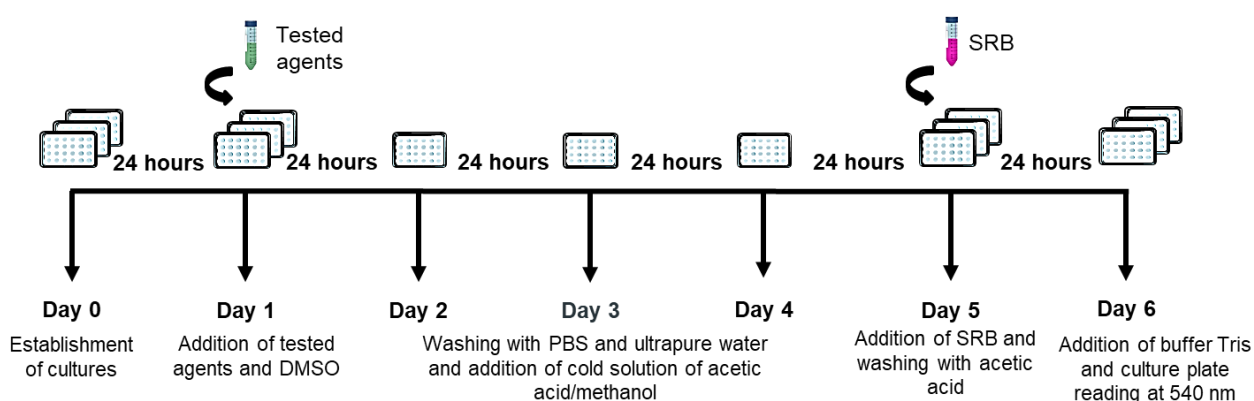 Tested
agents
SRB
24 hours
24 hours
24 hours
24 hours
24 hours
24 hours
Day 0
Establishment
of cultures
Day 1
Addition of tested
agents and DMSO
Day 2
Day 3
Day 4
Washing with PBS and ultrapure water
and addition of cold solution of acetic
acid/methanol
Day 5
Addition of SRB and
washing with acetic
acid
Day 6
Addition of buffer Tris
and culture plate
reading at 540 nm